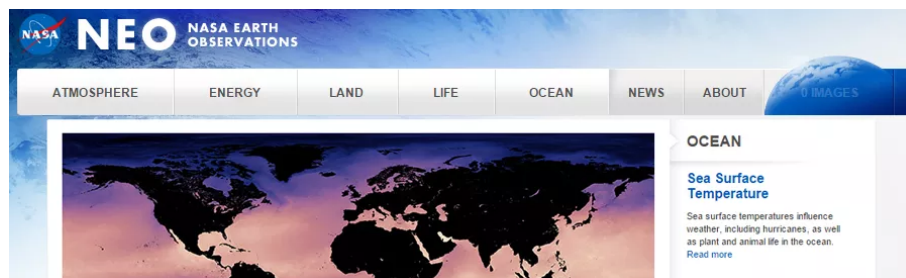 NASA
NEO
NASA EARTH
OBSERVATIONS
ATMOSPHERE
ENERGY
LAND
LIFE
OCEAN
NEWS
ABOUT
0 IMAGES
OCEAN
Sea Surface
Temperature
Sea surface temperatures influence
weather, including hurricanes, as well
as plant and animal life in the ocean.
Read more